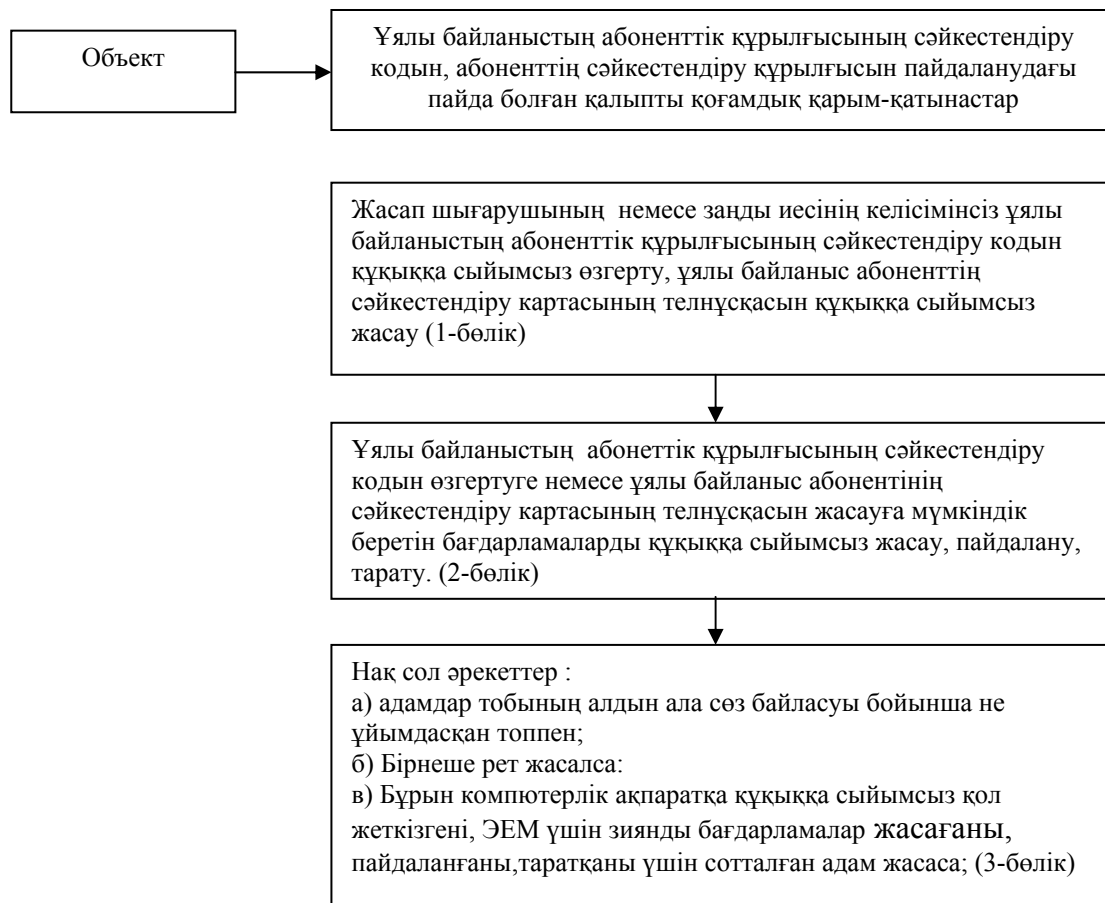 Объект
Ұялы байланыстың абоненттік құрылғысының сәйкестендіру
кодын, абоненттің сәйкестендіру құрылғысын пайдаланудағы
пайда болған қалыпты қоғамдық қарым-қатынастар
Жасап шығарушының немесе заңды иесінің келісімінсіз ұялы
байланыстың абоненттік құрылғысының сәйкестендіру кодын
құқыққа сыйымсыз өзгерту, ұялы байланыс абоненттің
сәйкестендіру картасының телнұсқасын құқыққа сыйымсыз
жасау (1-бөлік)
Ұялы байланыстың абонеттік құрылғысының сәйкестендіру
кодын өзгертуге немесе ұялы байланыс абонентінің
сәйкестендіру картасының телнұсқасын жасауға мүмкіндік
беретін бағдарламаларды құқыққа сыйымсыз жасау, пайдалану,
тарату. (2-бөлік)
Нақ сол әрекеттер :
а) адамдар тобының алдын ала сөз байласуы бойынша не
ұйымдасқан топпен;
б) Бірнеше рет жасалса:
в) Бұрын компютерлік ақпаратқа құқыққа сыйымсыз қол
жеткізгені, ЭЕМ үшін зиянды бағдарламалар жасағаны,
пайдаланғаны,таратқаны үшін сотталған адам жасаса; (3-бөлік)